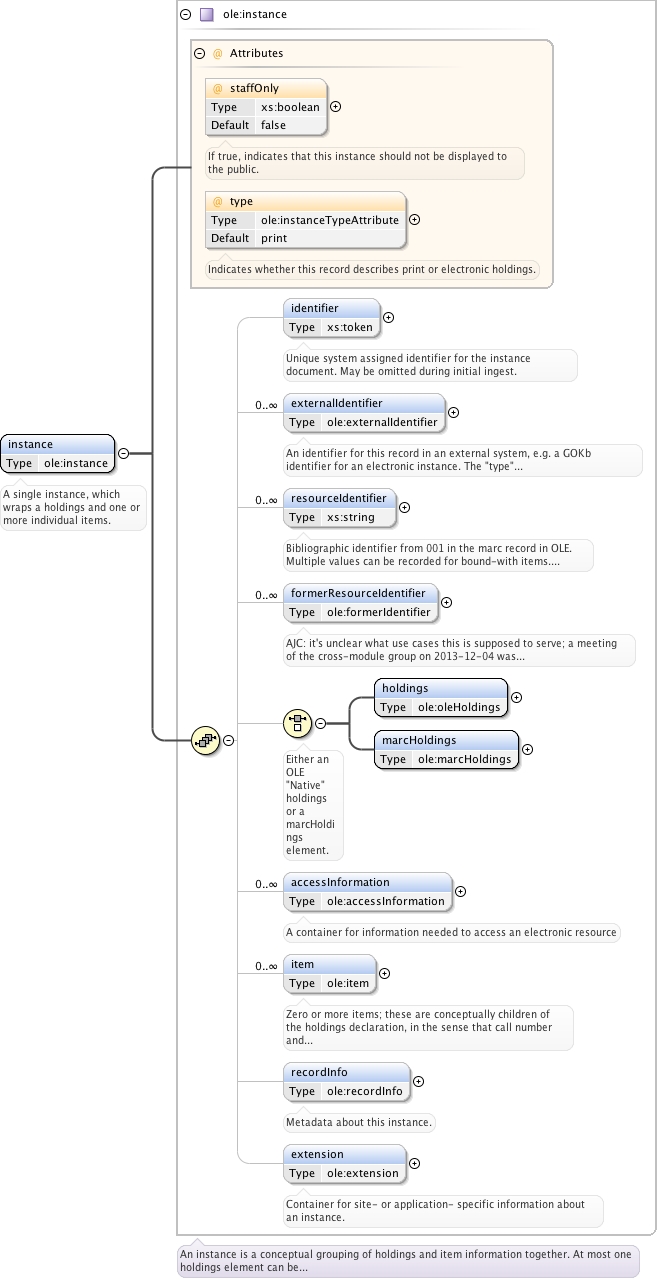 ole:instance
@ Attributes
@ staffOnly
Type xs:boolean
Default false
If true, indicates that this instance should not be displayed to
the public.
@ type
Type ole:instanceTypeAttribute
Default print
Indicates whether this record describes print or electronic holdings.
identifier
Type xs:token
Unique system assigned identifier for the instance
document. May be omitted during initial ingest.
0..∞
externalIdentifier
Type ole:externalIdentifier
An identifier for this record in an external system, e.g. a GOKb
identifier for an electronic instance. The "type"...
instance
Type ole:instance
A single instance, which
wraps a holdings and one or
more individual items.
0..∞
resourceIdentifier
Type xs:string
Bibliographic identifier from 001 in the marc record in OLE.
Multiple values can be recorded for bound-with items....
0..∞
formerResourceIdentifier
Type ole:formerIdentifier
AJC: it's unclear what use cases this is supposed to serve; a meeting
of the cross-module group on 2013-12-04 was...
holdings
Type ole:oleHoldings
marcHoldings
Type ole:marcHoldings
Either an
OLE
"Native"
holdings
or a
marcHoldi
ngs
element.
0..∞
accessInformation
Type ole:accessInformation
A container for information needed to access an electronic resource
0..∞
item
Type ole:item
Zero or more items; these are conceptually children of
the holdings declaration, in the sense that call number
and...
recordInfo
Type ole:recordInfo
Metadata about this instance.
extension
Type ole:extension
Container for site- or application- specific information about
an instance.
An instance is a conceptual grouping of holdings and item information together. At most one
holdings element can be...